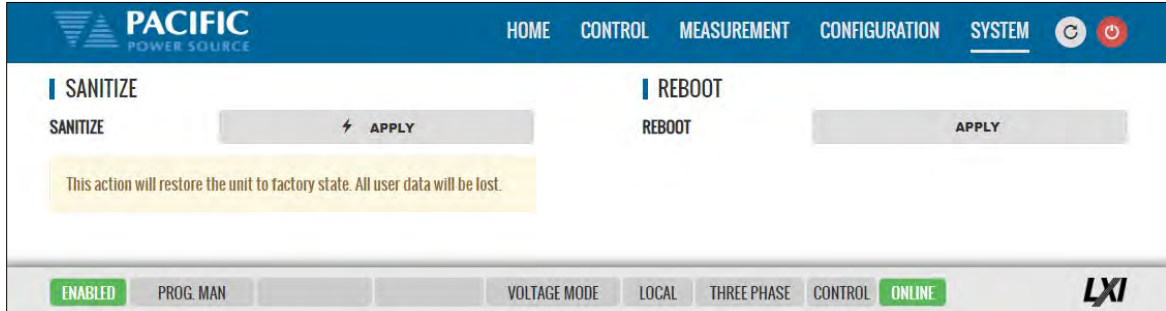 PACIFIC
POWER SOURCE
HOME CONTROL MEASUREMENT CONFIGURATION SYSTEM
SANITIZE
SANITIZE APPLY
This action will restore the unit to factory state. All user data will be lost.
REBOOT
REBOOT APPLY
ENABLED PROG. MAN VOLTAGE MODE LOCAL THREE PHASE CONTROL ONLINE LXI